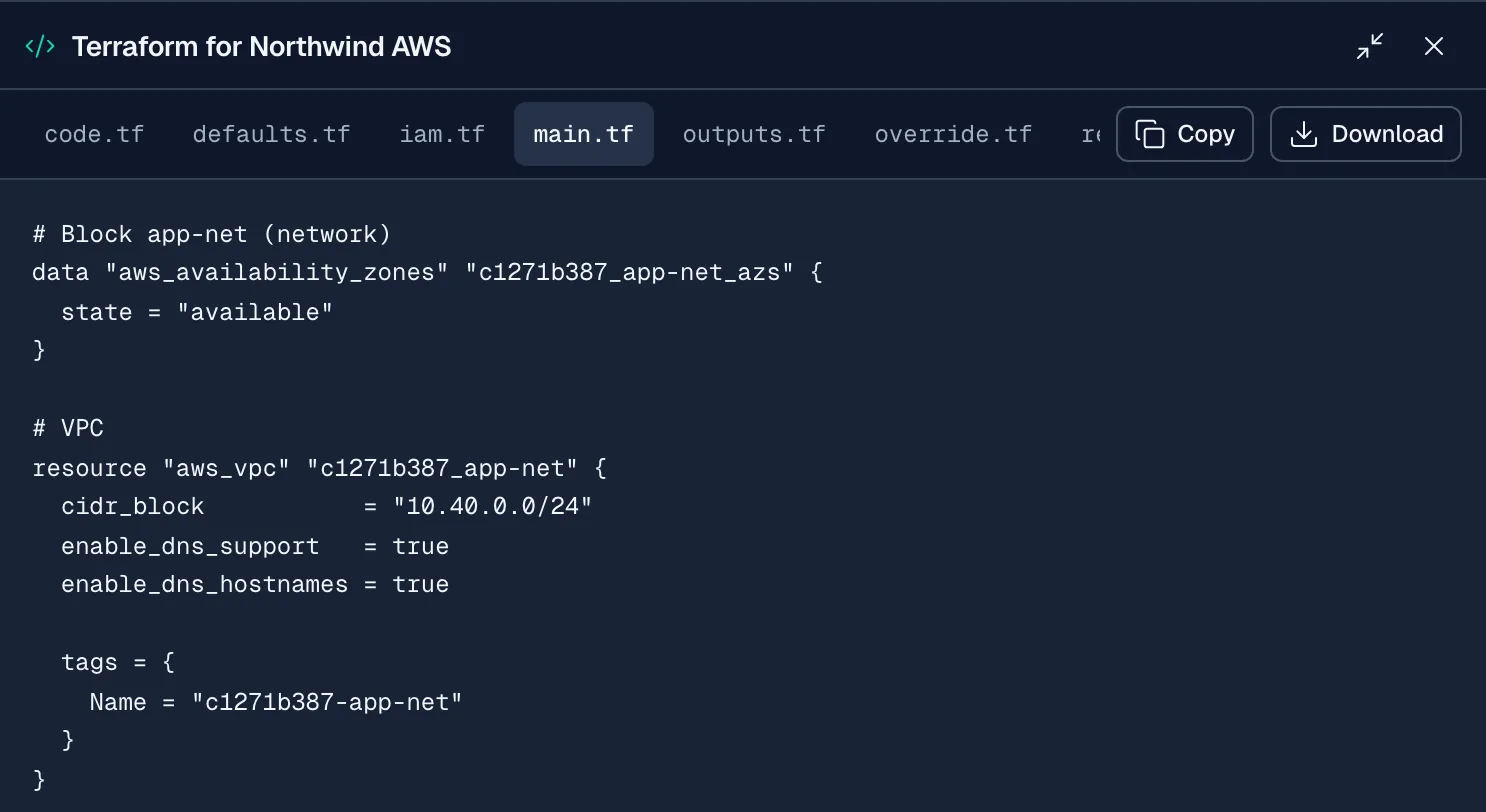 Terraform for Northwind AWS
code.tf defaults.tf iam.tf main.tf outputs.tf override.tf Copy Download
# Block app-net (network)
data "aws_availability_zones" "c1271b387_app-net_azs" {
  state = "available"
}

# VPC
resource "aws_vpc" "c1271b387_app-net" {
  cidr_block           = "10.40.0.0/24"
  enable_dns_support   = true
  enable_dns_hostnames = true

  tags = {
    Name = "c1271b387-app-net"
  }
}